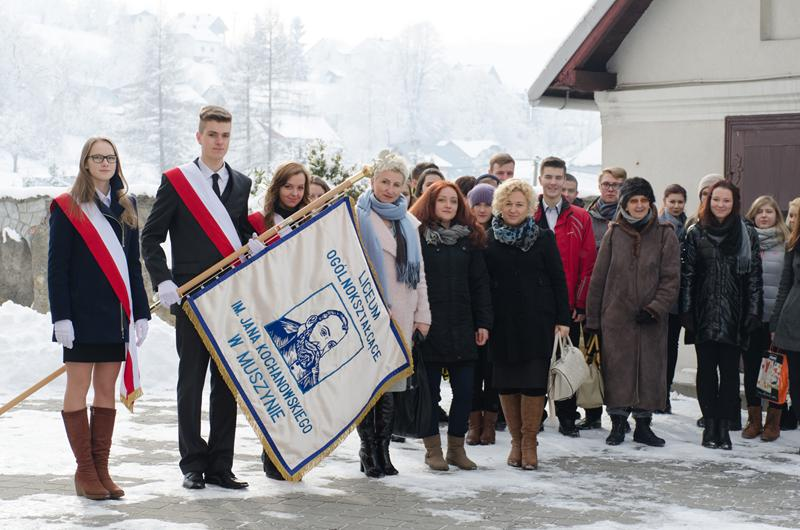 LICEUM
OGÓLNOKSZTAŁCĄCE
IM. JANA KOCHANOWSKIEGO
W MUSZYNIE